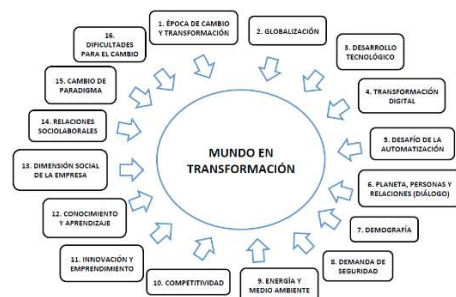 1. ÉPOCA DE CAMBIO
Y TRANSFORMACIÓN
2. GLOBALIZACIÓN
3. DESARROLLO
TECNOLÓGICO
4. TRANSFORMACIÓN
DIGITAL
5. DESAFÍO DE LA
AUTOMATIZACIÓN
6. PLANETA, PERSONAS Y
RELACIONES (DIÁLOGO)
7. DEMOGRAFÍA
8. DEMANDA DE
SEGURIDAD
9. ENERGÍA Y
MEDIO AMBIENTE
10. COMPETITIVIDAD
11. INNOVACIÓN Y
EMPRENDIMIENTO
12. CONOCIMIENTO
Y APRENDIZAJE
13. DIMENSIÓN SOCIAL
DE LA EMPRESA
14. RELACIONES
SOCIOLABORALES
15. CAMBIO DE
PARADIGMA
16.
DIFICULTADES
PARA EL CAMBIO
MUNDO EN
TRANSFORMACIÓN